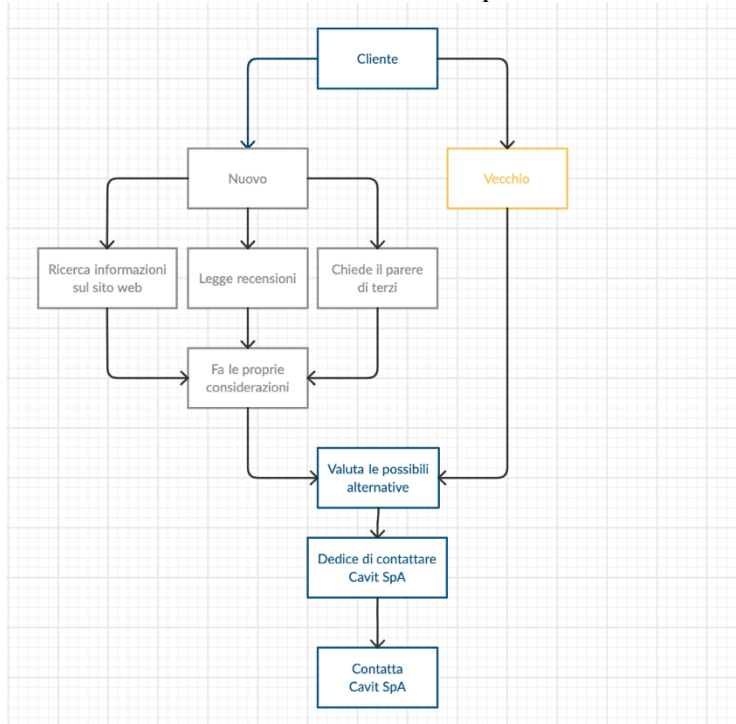 Cliente
Nuovo
Vecchio
Ricerca informazioni
sul sito web
Legge recensioni
Chiede il parere
di terzi
Fa le proprie
considerazioni
Valuta le possibili
alternative
Dedice di contattare
Cavit SpA
Contatta
Cavit SpA